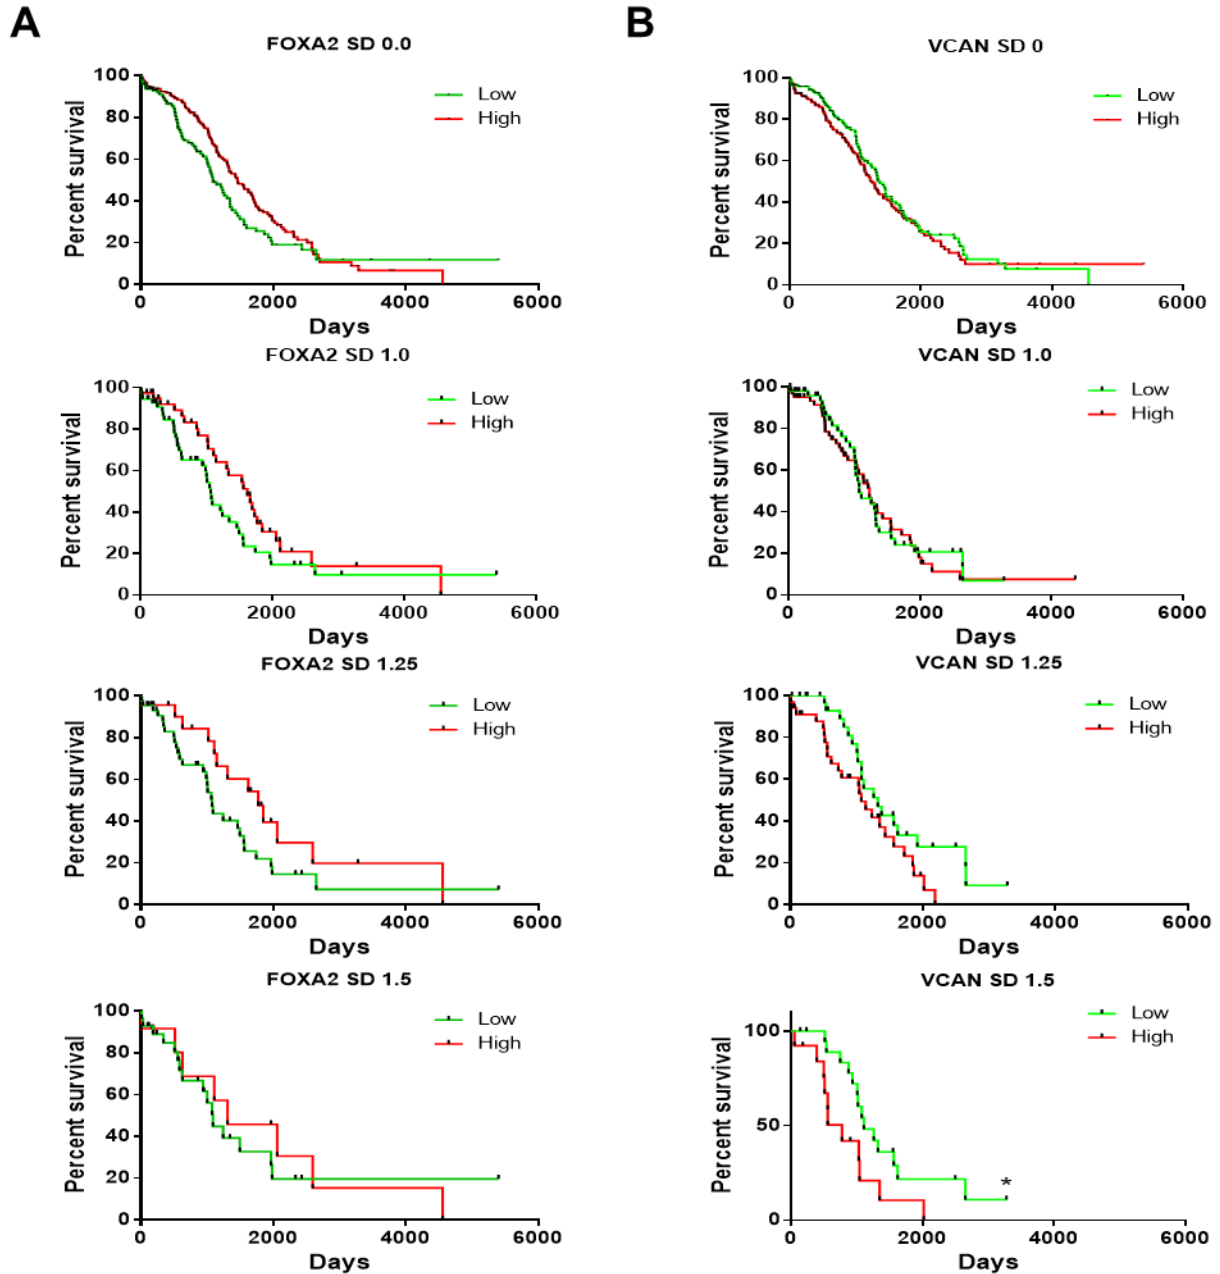 A
FOXA2 SD 0.0
Percent survival
100
80
60
40
20
0
0 2000 4000 6000
Days
Low
High
FOXA2 SD 1.0
Percent survival
100
80
60
40
20
0
0 2000 4000 6000
Days
Low
High
FOXA2 SD 1.25
Percent survival
100
80
60
40
20
0
0 2000 4000 6000
Days
Low
High
FOXA2 SD 1.5
Percent survival
100
80
60
40
20
0
0 2000 4000 6000
Days
Low
High
B
VCAN SD 0
Percent survival
100
80
60
40
20
0
0 2000 4000 6000
Days
Low
High
VCAN SD 1.0
Percent survival
100
80
60
40
20
0
0 2000 4000 6000
Days
Low
High
VCAN SD 1.25
Percent survival
100
80
60
40
20
0
0 2000 4000 6000
Days
Low
High
VCAN SD 1.5
Percent survival
100
50
0
0 2000 4000 6000
Days
Low
High
*